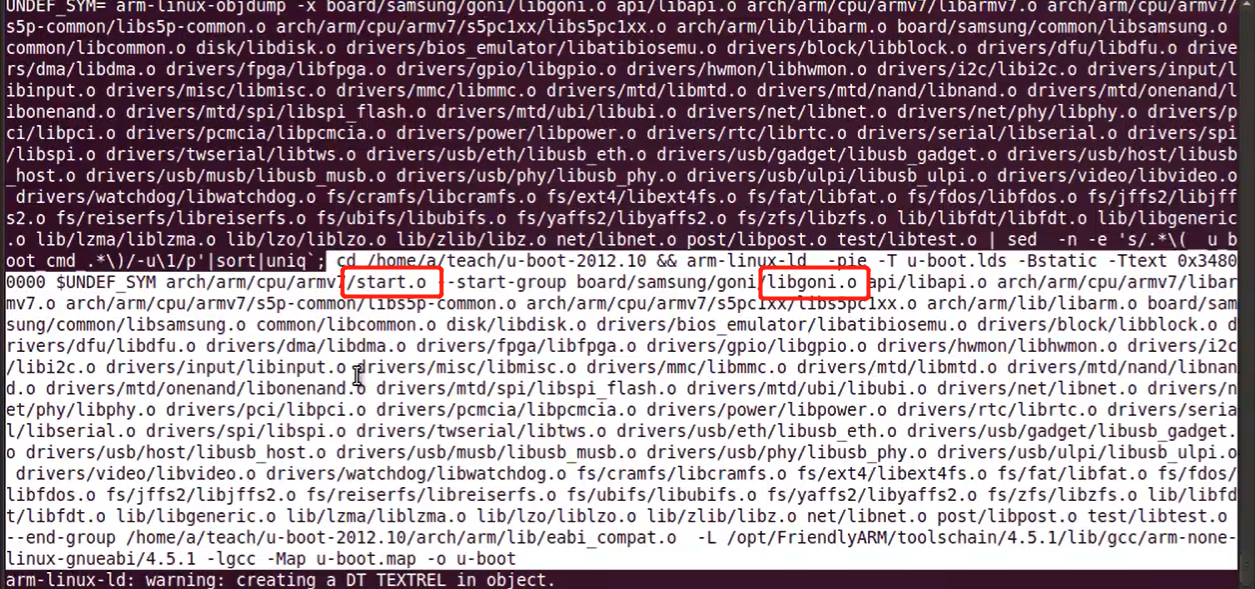 UNDEF_SYM= arm-linux-objdump -x board/samsung/goni/libgoni.o api/libapi.o arch/arm/cpu/armv7/libarmv7.o arch/arm/cpu/armv7/
s5p-common/libs5p-common.o arch/arm/cpu/armv7/s5pc1xx/libs5pc1xx.o arch/arm/lib/libarm.o board/samsung/common/libsamsung.o
common/libcommon.o disk/libdisk.o drivers/bios_emulator/libatibiosemu.o drivers/block/libblock.o drivers/dfu/libdfu.o drive
rs/dma/libdma.o drivers/fpga/libfpga.o drivers/gpio/libgpio.o drivers/hwmon/libhwmon.o drivers/i2c/libi2c.o drivers/input/l
ibinput.o drivers/misc/libmisc.o drivers/mmc/libmmc.o drivers/mtd/libmtd.o drivers/mtd/nand/libnand.o drivers/mtd/onenand/l
ibonenand.o drivers/mtd/spi/libspi_flash.o drivers/mtd/ubi/libubi.o drivers/net/libnet.o drivers/net/phy/libphy.o drivers/p
ci/libpci.o drivers/pcmcia/libpcmcia.o drivers/power/libpower.o drivers/rtc/librtc.o drivers/serial/libserial.o drivers/spi
/libspi.o drivers/twserial/libtws.o drivers/usb/eth/libusb_eth.o drivers/usb/gadget/libusb_gadget.o drivers/usb/host/libusb
_host.o drivers/usb/musb/libusb_musb.o drivers/usb/phy/libusb_phy.o drivers/usb/ulpi/libusb_ulpi.o drivers/video/libvideo.o
drivers/watchdog/libwatchdog.o fs/cramfs/libcramfs.o fs/ext4/libext4fs.o fs/fat/libfat.o fs/fdos/libfdos.o fs/jffs2/libjff
s2.o fs/reiserfs/libreiserfs.o fs/ubifs/libubifs.o fs/yaffs2/libyaffs2.o fs/zfs/libzfs.o lib/libfdt/libfdt.o lib/libgeneric
.o lib/lzma/liblzma.o lib/lzo/liblzo.o lib/zlib/libz.o net/libnet.o post/libpost.o test/libtest.o | sed  -n -e 's/.*\(__u_b
oot_cmd_.*\)/-u\1/p'|sort|uniq`; cd /home/a/teach/u-boot-2012.10 && arm-linux-ld  -pie -T u-boot.lds -Bstatic -Ttext 0x3480
0000 $UNDEF_SYM arch/arm/cpu/armv7/start.o --start-group board/samsung/goni/libgoni.o api/libapi.o arch/arm/cpu/armv7/libar
mv7.o arch/arm/cpu/armv7/s5p-common/libs5p-common.o arch/arm/cpu/armv7/s5pc1xx/libs5pc1xx.o arch/arm/lib/libarm.o board/sam
sung/common/libsamsung.o common/libcommon.o disk/libdisk.o drivers/bios_emulator/libatibiosemu.o drivers/block/libblock.o d
rivers/dfu/libdfu.o drivers/dma/libdma.o drivers/fpga/libfpga.o drivers/gpio/libgpio.o drivers/hwmon/libhwmon.o drivers/i2c
/libi2c.o drivers/input/libinput.o drivers/misc/libmisc.o drivers/mmc/libmmc.o drivers/mtd/libmtd.o drivers/mtd/nand/libnan
d.o drivers/mtd/onenand/libonenand.o drivers/mtd/spi/libspi_flash.o drivers/mtd/ubi/libubi.o drivers/net/libnet.o drivers/n
et/phy/libphy.o drivers/pci/libpci.o drivers/pcmcia/libpcmcia.o drivers/power/libpower.o drivers/rtc/librtc.o drivers/seria
l/libserial.o drivers/spi/libspi.o drivers/twserial/libtws.o drivers/usb/eth/libusb_eth.o drivers/usb/gadget/libusb_gadget.
o drivers/usb/host/libusb_host.o drivers/usb/musb/libusb_musb.o drivers/usb/phy/libusb_phy.o drivers/usb/ulpi/libusb_ulpi.o
drivers/video/libvideo.o drivers/watchdog/libwatchdog.o fs/cramfs/libcramfs.o fs/ext4/libext4fs.o fs/fat/libfat.o fs/fdos/
libfdos.o fs/jffs2/libjffs2.o fs/reiserfs/libreiserfs.o fs/ubifs/libubifs.o fs/yaffs2/libyaffs2.o fs/zfs/libzfs.o lib/libfd
t/libfdt.o lib/libgeneric.o lib/lzma/liblzma.o lib/lzo/liblzo.o lib/zlib/libz.o net/libnet.o post/libpost.o test/libtest.o
--end-group /home/a/teach/u-boot-2012.10/arch/arm/lib/eabi_compat.o  -L /opt/FriendlyARM/toolchain/4.5.1/lib/gcc/arm-none-
linux-gnueabi/4.5.1 -lgcc -Map u-boot.map -o u-boot
arm-linux-ld: warning: creating a DT_TEXTREL in object.